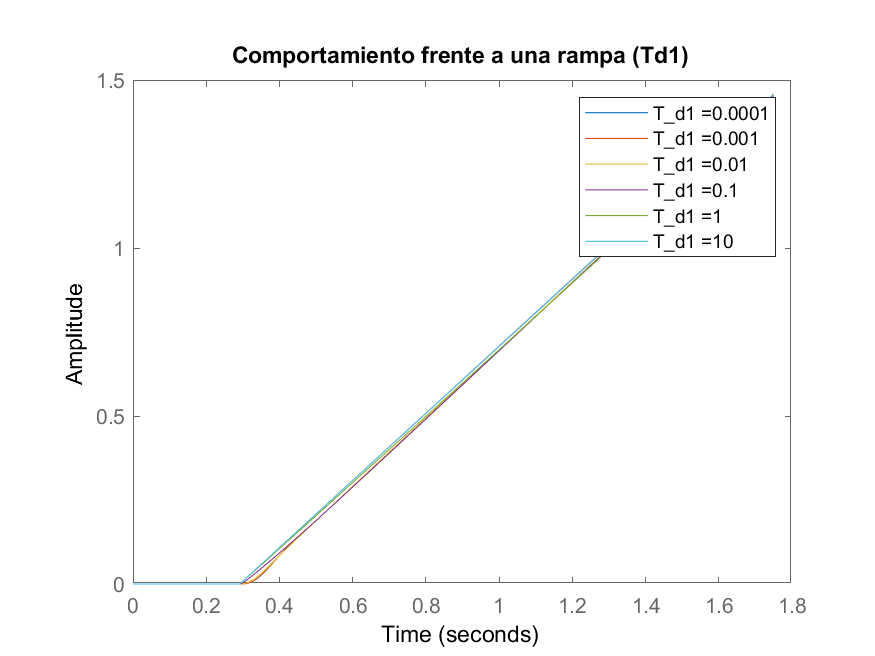 Comportamiento frente a una rampa (Td1)
1.5
T_d1 =0.0001
T_d1 =0.001
T_d1 =0.01
T_d1 =0.1
T_d1 =1
T_d1 =10
1
Amplitude
0.5
0
0 0.2 0.4 0.6 0.8 1 1.2 1.4 1.6 1.8
Time (seconds)